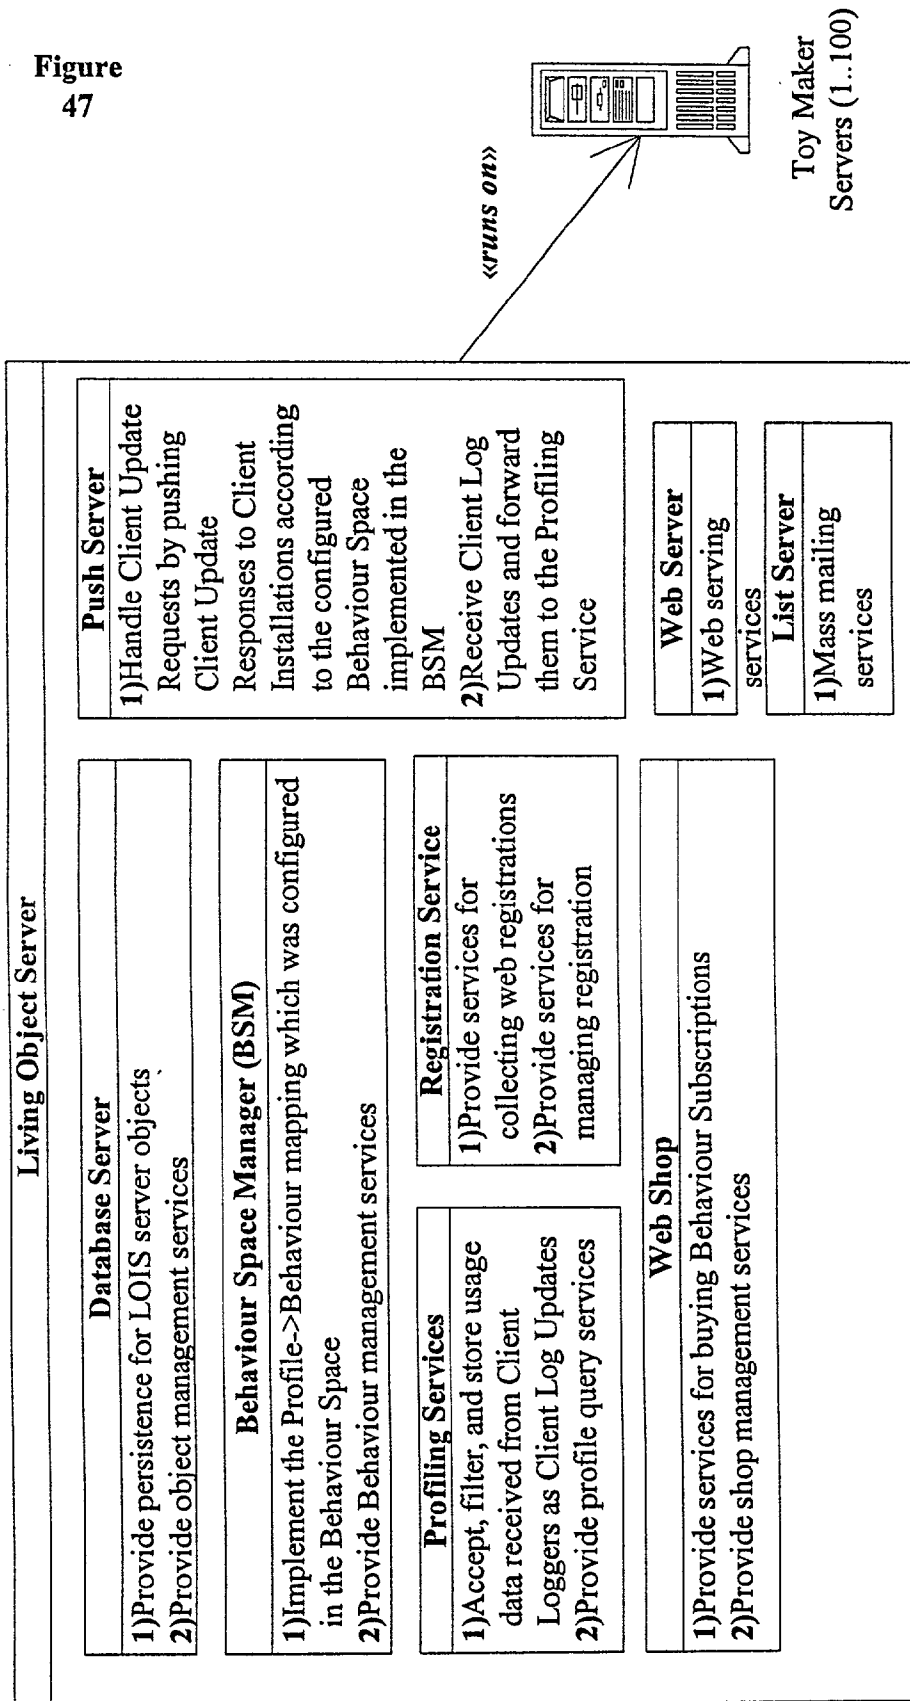 Figure
47
Living Object Server
Database Server
1)Provide persistence for LOIS server objects
2)Provide object management services
Behaviour Space Manager (BSM)
1)Implement the Profile->Behaviour mapping which was configured
in the Behaviour Space
2)Provide Behaviour management services
Profiling Services
1)Accept, filter, and store usage
data received from Client
Loggers as Client Log Updates
2)Provide profile query services
Registration Service
1)Provide services for
collecting web registrations
2)Provide services for
managing registration
Web Shop
1)Provide services for buying Behaviour Subscriptions
2)Provide shop management services
Push Server
1)Handle Client Update
Requests by pushing
Client Update
Responses to Client
Installations according
to the configured
Behaviour Space
implemented in the
BSM
2)Receive Client Log
Updates and forward
them to the Profiling
Service
Web Server
1)Web serving
services
List Server
1)Mass mailing
services
«runs on»
Toy Maker
Servers (1..100)